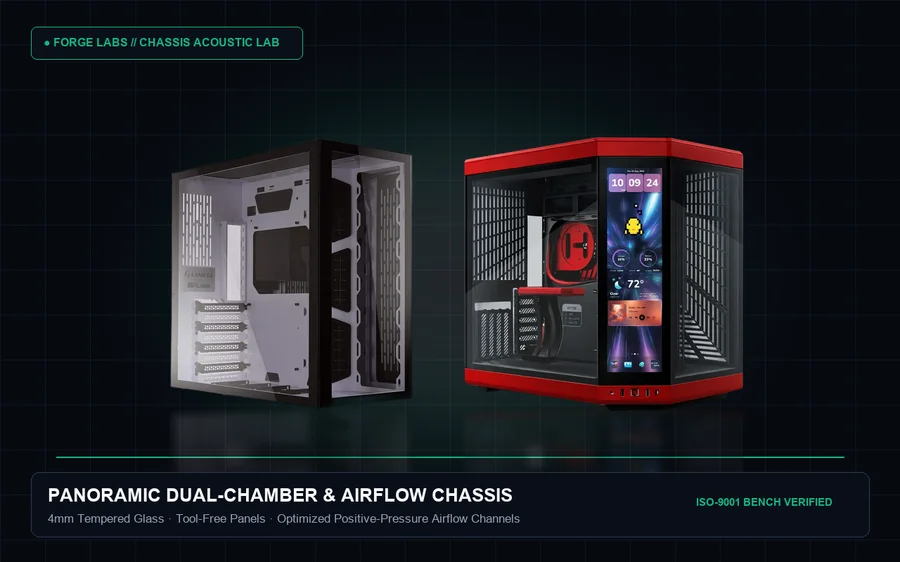 ● FORGE LABS // CHASSIS ACOUSTIC LAB
10 09 24
72°
PANORAMIC DUAL-CHAMBER & AIRFLOW CHASSIS
4mm Tempered Glass · Tool-Free Panels · Optimized Positive-Pressure Airflow Channels
ISO-9001 BENCH VERIFIED